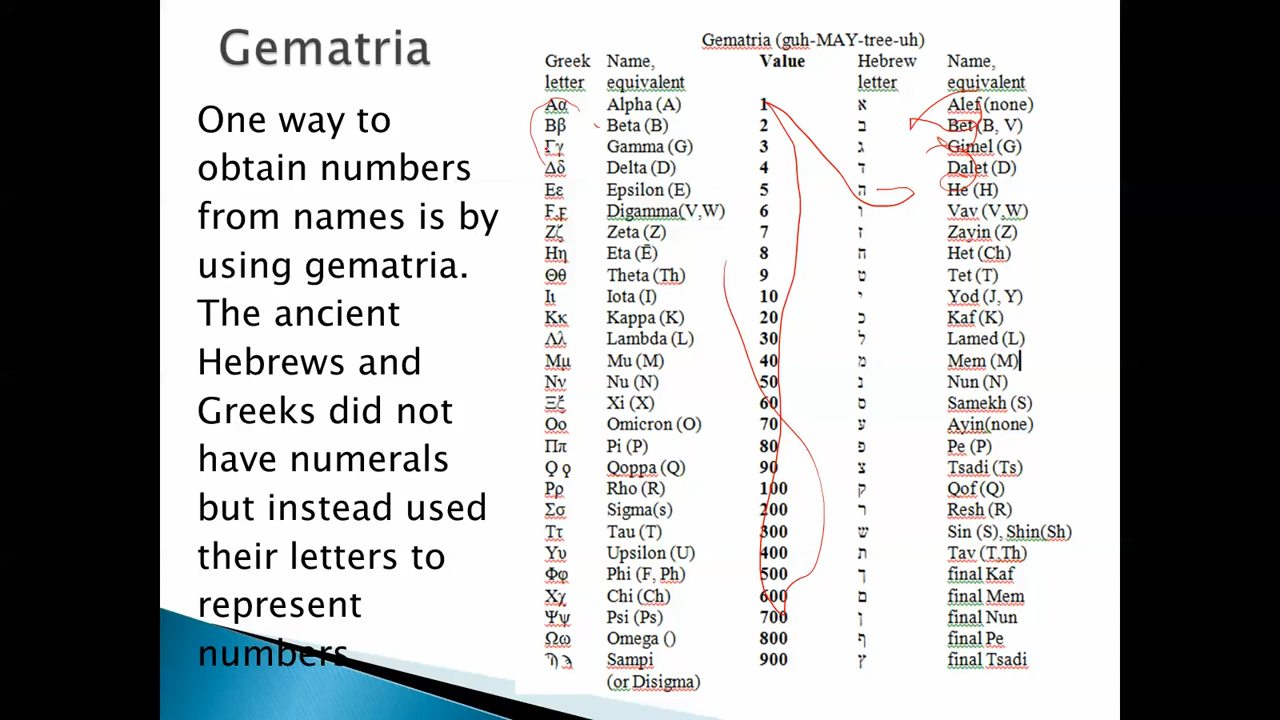 Gematria
One way to
obtain numbers
from names is by
using gematria.
The ancient
Hebrews and
Greeks did not
have numerals
but instead used
their letters to
represent
numbers.
Gematria (guh-MAY-tree-uh)
Greek Name, Value Hebrew Name,
letter equivalent letter equivalent
Αα Alpha (A) 1 א Alef (none)
Ββ Beta (B) 2 ב Bet (B, V)
Γγ Gamma (G) 3 ג Gimel (G)
Δδ Delta (D) 4 ד Dalet (D)
Εε Epsilon (E) 5 ה He (H)
Ϝϝ Digamma(V,W) 6 ו Vav (V,W)
Ζζ Zeta (Z) 7 ז Zayin (Z)
Ηη Eta (Ē) 8 ח Het (Ch)
Θθ Theta (Th) 9 ט Tet (T)
Ιι Iota (I) 10 י Yod (J, Y)
Κκ Kappa (K) 20 כ Kaf (K)
Λλ Lambda (L) 30 ל Lamed (L)
Μμ Mu (M) 40 מ Mem (M)
Νν Nu (N) 50 נ Nun (N)
Ξξ Xi (X) 60 ס Samekh (S)
Οο Omicron (O) 70 ע Ayin(none)
Ππ Pi (P) 80 פ Pe (P)
Ϙ ϙ Qoppa (Q) 90 צ Tsadi (Ts)
Ρρ Rho (R) 100 ק Qof (Q)
Σσ Sigma(s) 200 ר Resh (R)
Ττ Tau (T) 300 ש Sin (S), Shin(Sh)
Υυ Upsilon (U) 400 ת Tav (T,Th)
Φφ Phi (F, Ph) 500 ך final Kaf
Χχ Chi (Ch) 600 ם final Mem
Ψψ Psi (Ps) 700 ן final Nun
Ωω Omega () 800 ף final Pe
Ϡ ϡ Sampi 900 ץ final Tsadi
(or Disigma)